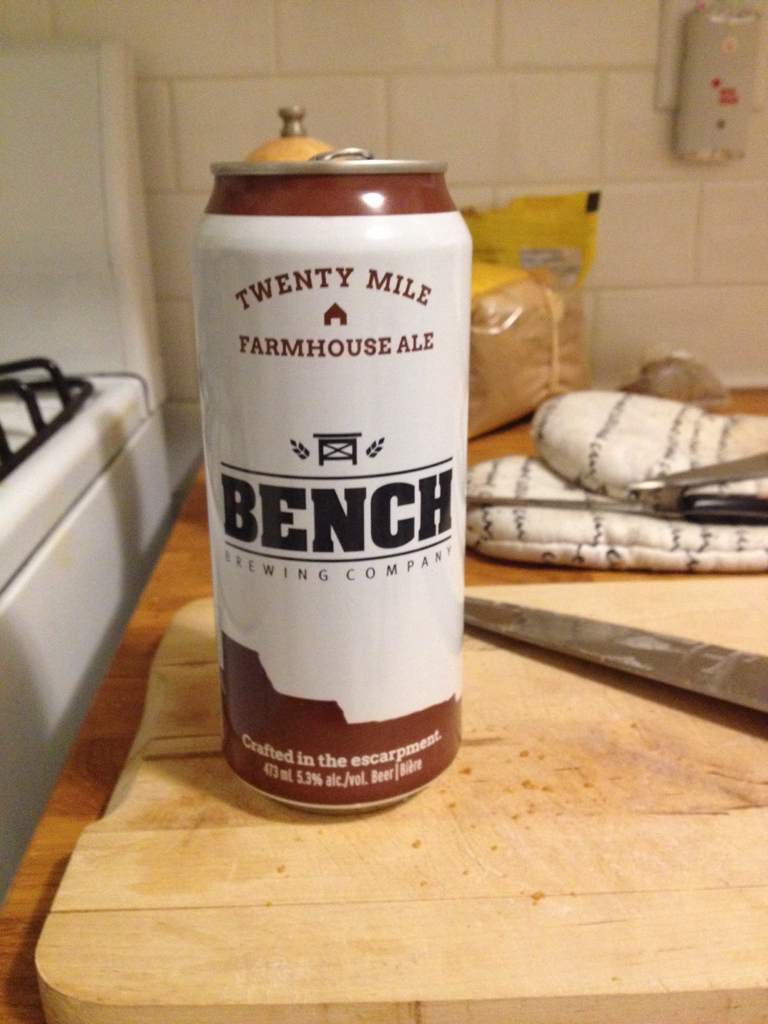 TWENTY MILE
FARMHOUSE ALE
BENCH
BREWING COMPANY
Crafted in the escarpment.
473 ml 5.3% alc./vol. Beer | Bière